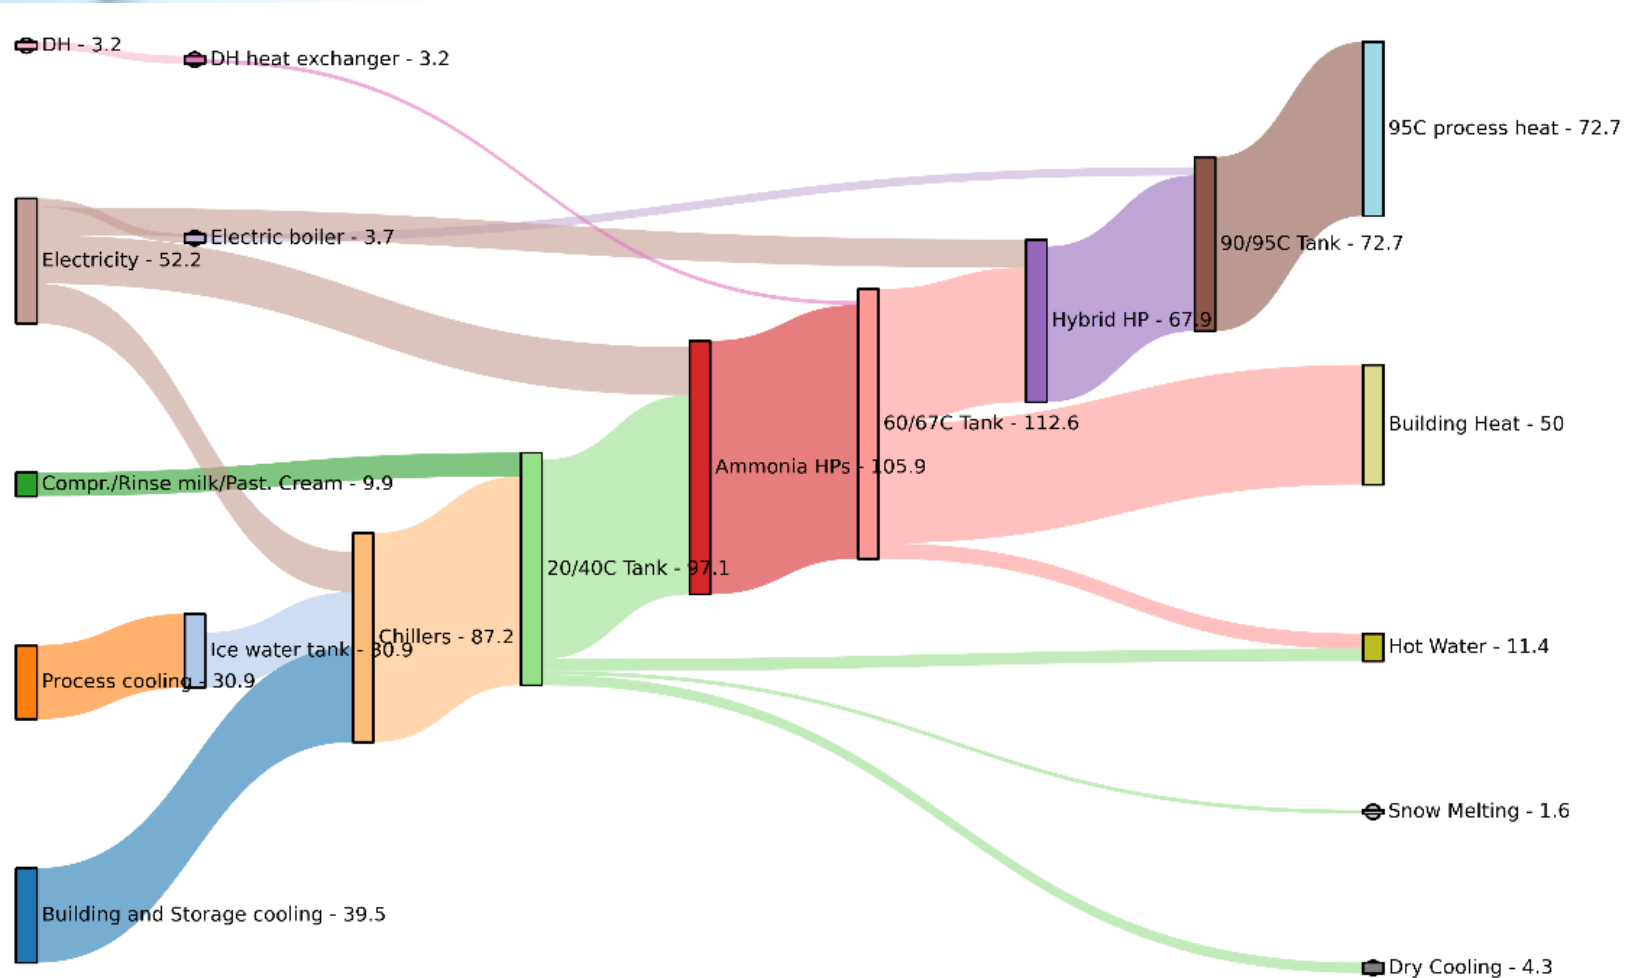 DH - 3.2
DH heat exchanger - 3.2
95C process heat - 72.7
Electric boiler - 3.7
90/95C Tank - 72.7
Electricity - 52.2
Hybrid HP - 67.9
60/67C Tank - 112.6
Building Heat - 50
Ammonia HPs - 105.9
Compr./Rinse milk/Past. Cream - 9.9
20/40C Tank - 97.1
Chillers - 87.2
Ice water tank - 30.9
Hot Water - 11.4
Process cooling - 30.9
Snow Melting - 1.6
Building and Storage cooling - 39.5
Dry Cooling - 4.3